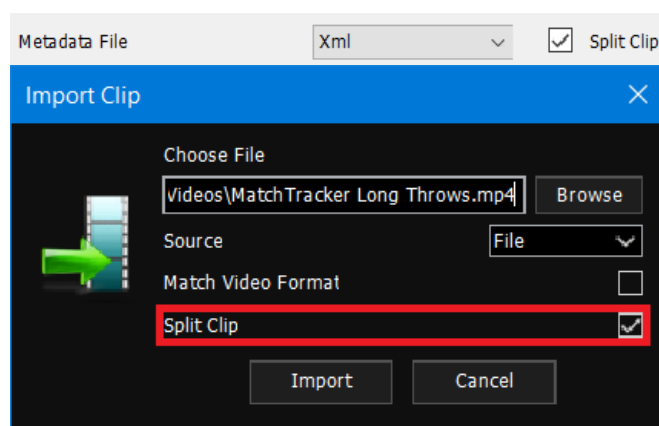 Metadata File Xml Split Clip
Import Clip
Choose File
Videos\MatchTracker Long Throws.mp4 Browse
Source File
Match Video Format
Split Clip
Import Cancel